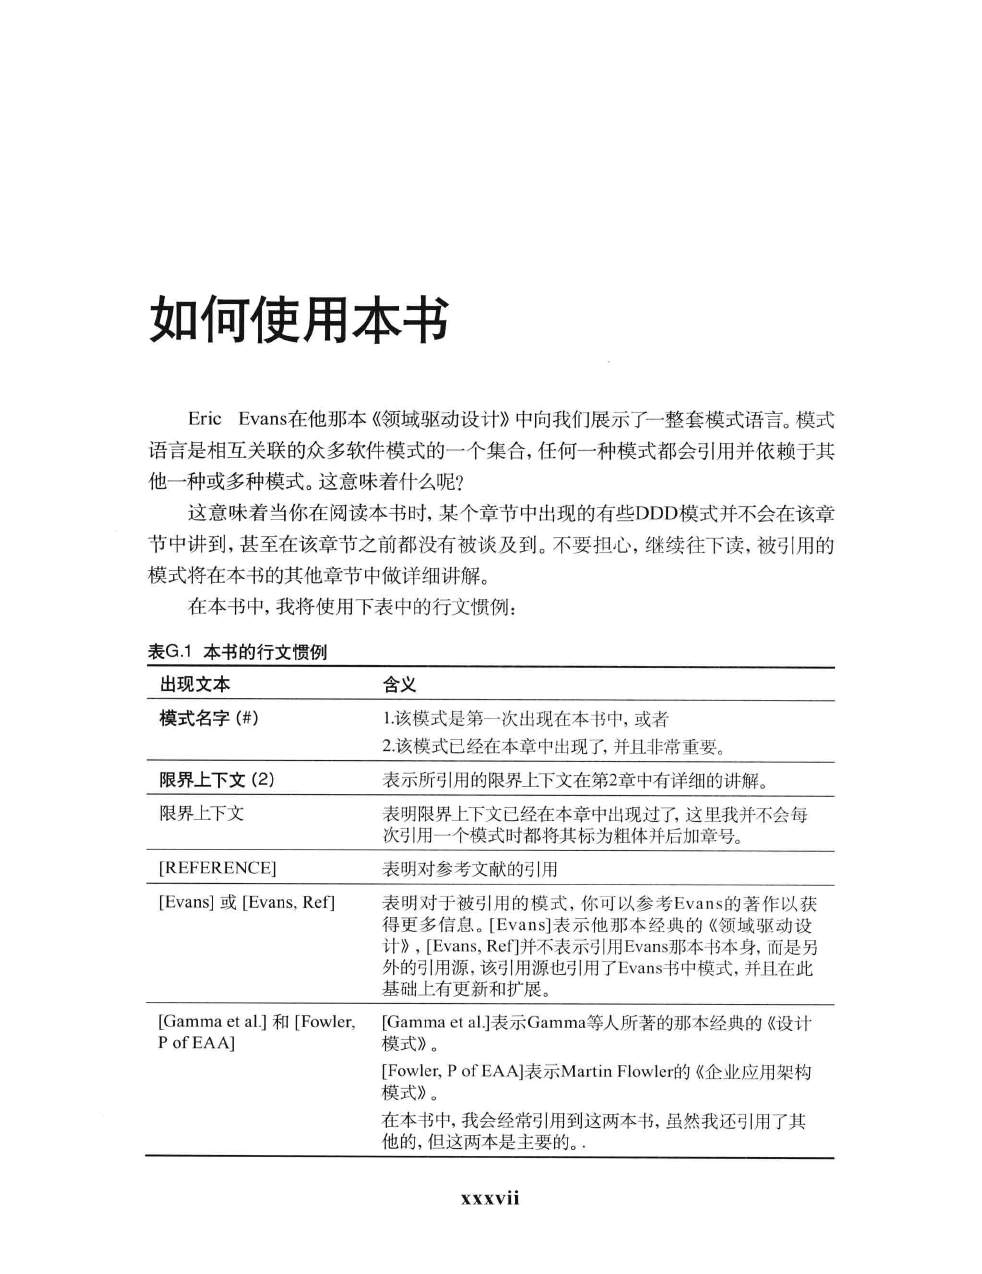 如何使用本书
Eric Evans在他那本《领域驱动设计》中向我们展示了一整套模式语言。模式
语言是相互关联的众多软件模式的一个集合, 任何一种模式都会引用并依赖于其
他一种或多种模式。这意味着什么呢?
这意味着当你在阅读本书时, 某个章节中出现的有些DDD模式并不会在该章
节中讲到, 甚至在该章节之前都没有被谈及到。不要担心, 继续往下读, 被引用的
模式将在本书的其他章节中做详细讲解。
在本书中, 我将使用下表中的行文惯例:
表G.1 本书的行文惯例
出现文本 含义
模式名字 (#) 1.该模式是第一次出现在本书中, 或者
2.该模式已经在本章中出现了, 并且非常重要。
限界上下文 (2) 表示所引用的限界上下文在第2章中有详细的讲解。
限界上下文 表明限界上下文已经在本章中出现过了, 这里我并不会每
次引用一个模式时都将其标为粗体并后加章号。
[REFERENCE] 表明对参考文献的引用
[Evans] 或 [Evans, Ref] 表明对于被引用的模式, 你可以参考Evans的著作以获
得更多信息。[Evans]表示他那本经典的《领域驱动设
计》, [Evans, Ref]并不表示引用Evans那本书本身, 而是另
外的引用源, 该引用源也引用了Evans书中模式, 并且在此
基础上有更新和扩展。
[Gamma et al.] 和 [Fowler, [Gamma et al.]表示Gamma等人所著的那本经典的《设计
P of EAA] 模式》。
[Fowler, P of EAA]表示Martin Flowler的《企业应用架构
模式》。
在本书中, 我会经常引用到这两本书, 虽然我还引用了其
他的, 但这两本是主要的。.
xxxvii